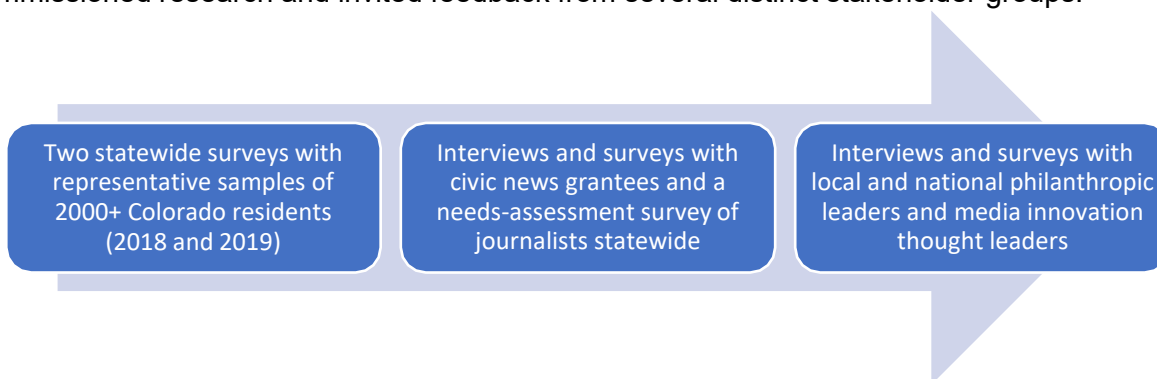 research and invited feedback from several distinct stakeholder groups.
Two statewide surveys with
representative samples of
2000+ Colorado residents
(2018 and 2019)
Interviews and surveys with
civic news grantees and a
needs-assessment survey of
journalists statewide
Interviews and surveys with
local and national philanthropic
leaders and media innovation
thought leaders